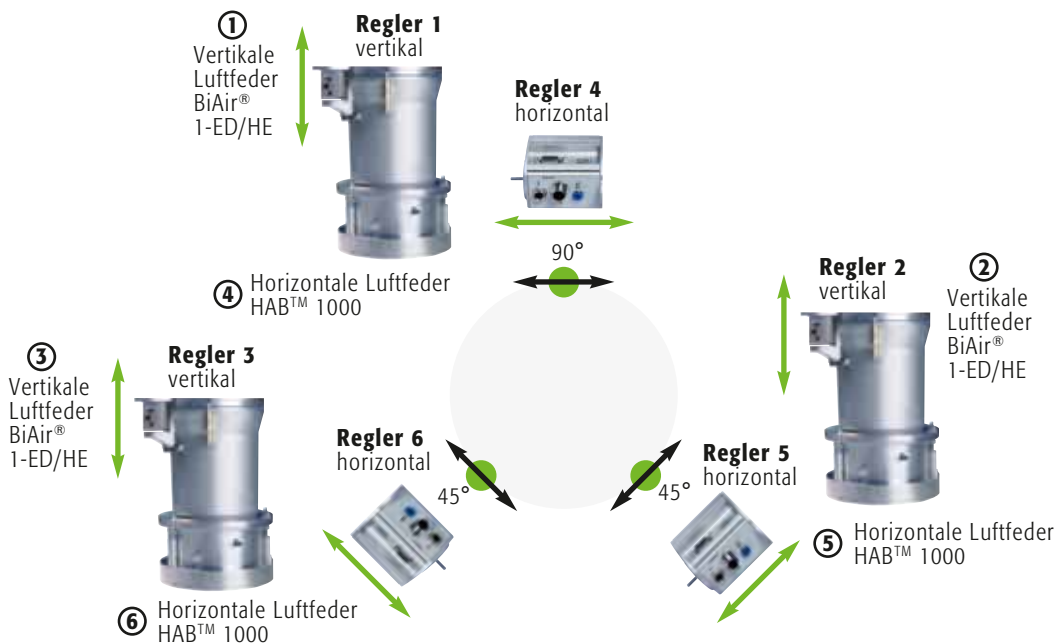 ①
Vertikale
Luftfeder
BiAir®
1-ED/HE
Regler 1
vertikal
Regler 4
horizontal
④ Horizontale Luftfeder
HAB™ 1000
90°
Regler 2
vertikal
②
Vertikale
Luftfeder
BiAir®
1-ED/HE
③
Vertikale
Luftfeder
BiAir®
1-ED/HE
Regler 3
vertikal
Regler 6
horizontal
45°
Regler 5
horizontal
45°
⑤ Horizontale Luftfeder
HAB™ 1000
⑥ Horizontale Luftfeder
HAB™ 1000